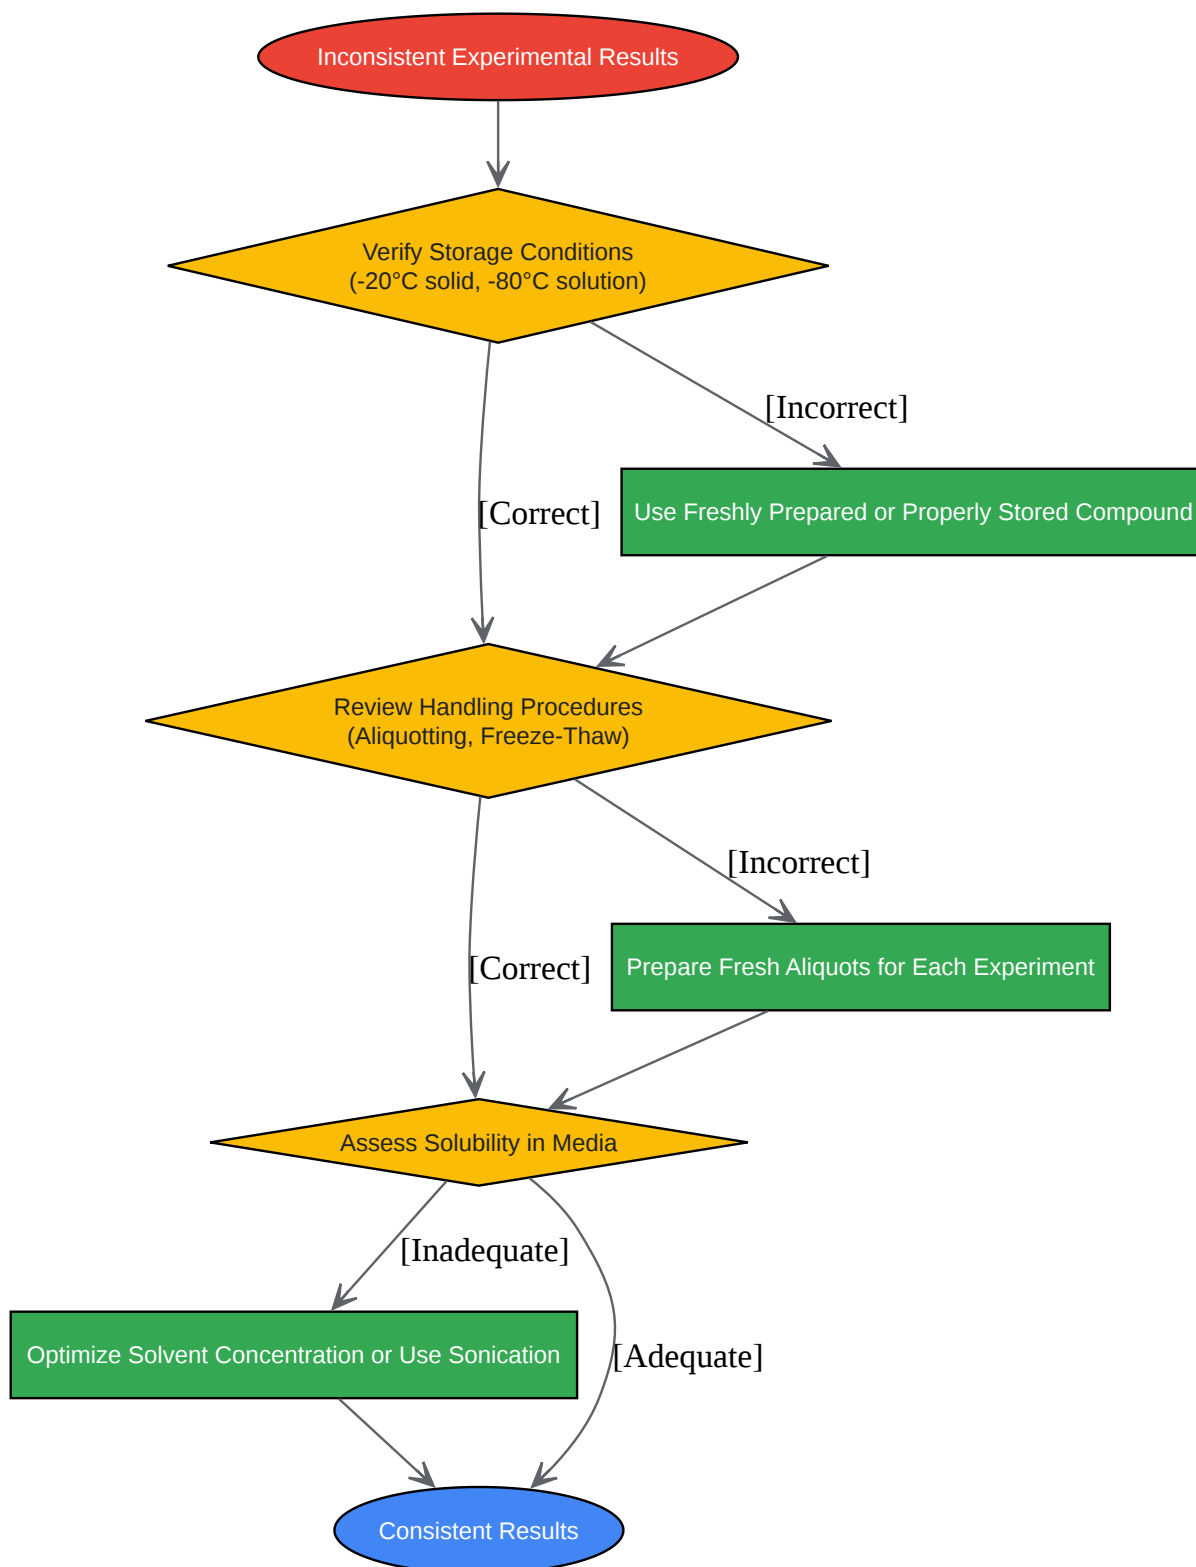 Inconsistent Experimental Results
Verify Storage Conditions
(-20°C solid, -80°C solution)
[Incorrect]
[Correct]
Use Freshly Prepared or Properly Stored Compound
Review Handling Procedures
(Aliquotting, Freeze-Thaw)
[Incorrect]
[Correct]
Prepare Fresh Aliquots for Each Experiment
Assess Solubility in Media
[Inadequate]
Optimize Solvent Concentration or Use Sonication
[Adequate]
Consistent Results